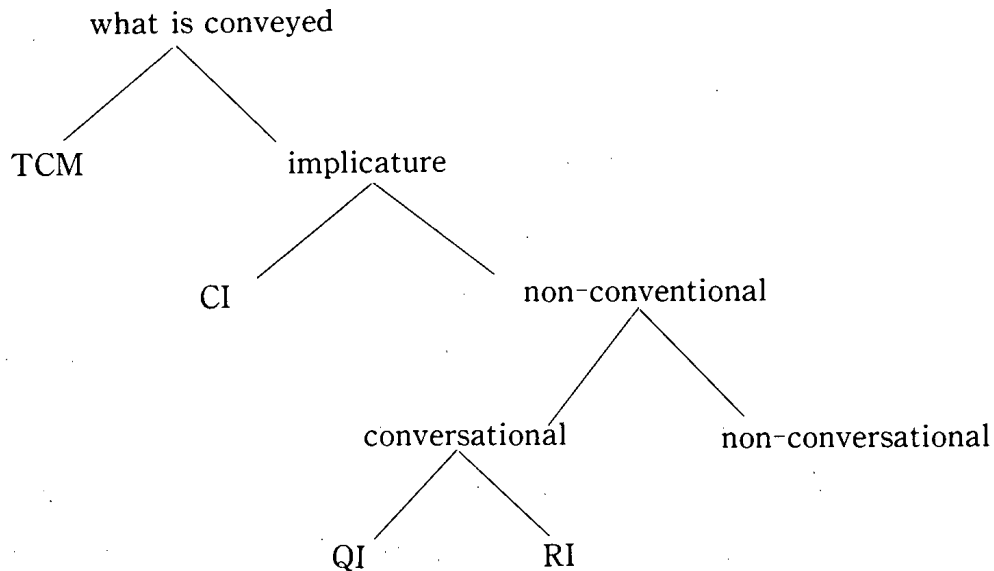 what is conveyed
TCM implicature
CI non-conventional
conversational non-conversational
QI RI